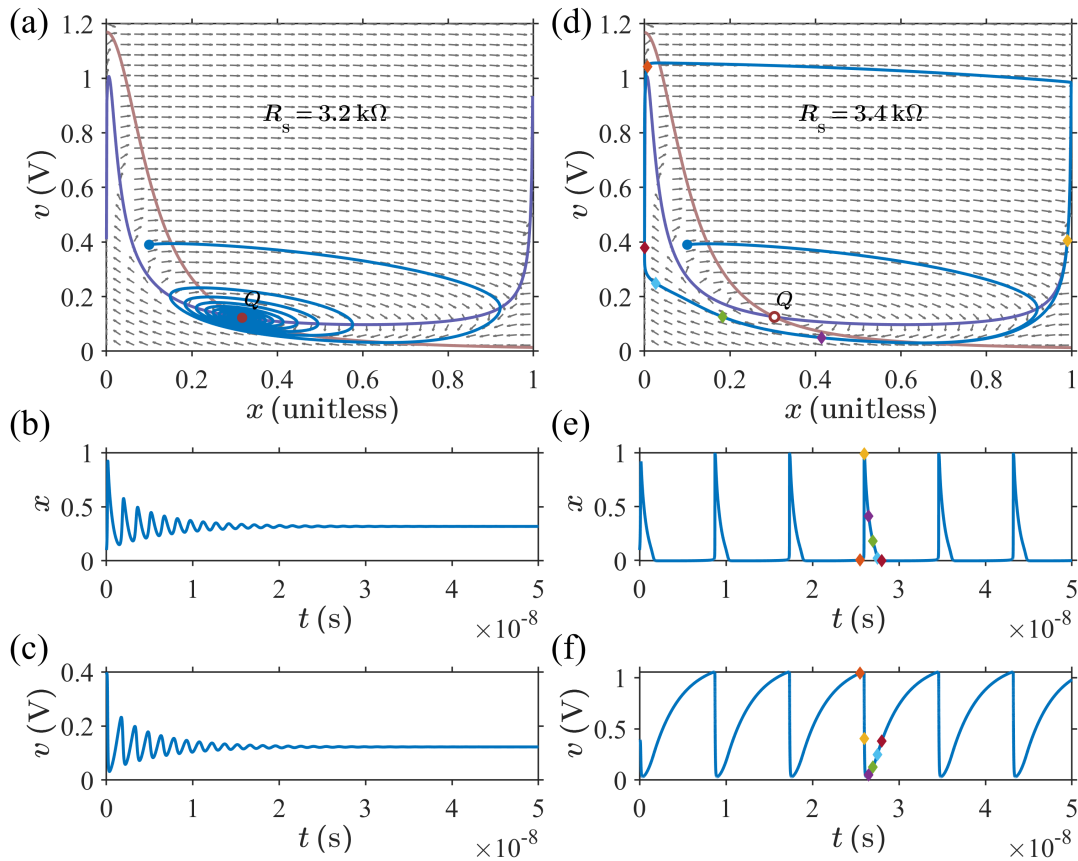 (a)
1.2
1
0.8
0.6
0.4
0.2
0
v (V)
R_s = 3.2 kΩ
Q
0 0.2 0.4 0.6 0.8 1
x (unitless)
(d)
1.2
1
0.8
0.6
0.4
0.2
0
v (V)
R_s = 3.4 kΩ
Q
0 0.2 0.4 0.6 0.8 1
x (unitless)
(b)
1
0.5
0
x
0 1 2 3 4 5
t (s)
×10^-8
(e)
1
0.5
0
x
0 1 2 3 4 5
t (s)
×10^-8
(c)
0.4
0.2
0
v (V)
0 1 2 3 4 5
t (s)
×10^-8
(f)
1
0.5
0
v (V)
0 1 2 3 4 5
t (s)
×10^-8